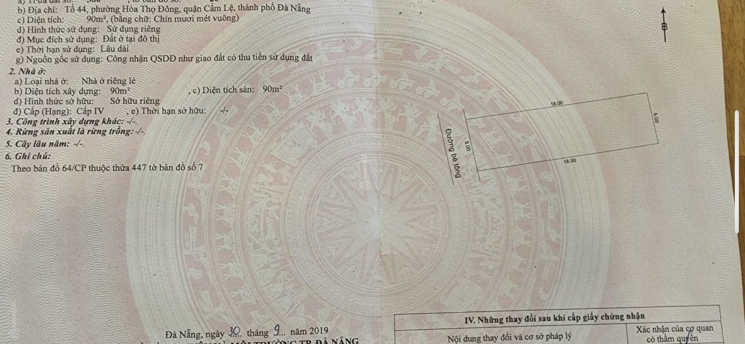 b) Địa chỉ: Tổ 44, phường Hòa Thọ Đông, quận Cẩm Lệ, thành phố Đà Nẵng
c) Diện tích: 90m², (bằng chữ: Chín mươi mét vuông)
d) Hình thức sử dụng: Sử dụng riêng
đ) Mục đích sử dụng: Đất ở tại đô thị
e) Thời hạn sử dụng: Lâu dài
g) Nguồn gốc sử dụng: Công nhận QSDĐ như giao đất có thu tiền sử dụng đất
2. Nhà ở:
a) Loại nhà ở: Nhà ở riêng lẻ
b) Diện tích xây dựng: 90m² , c) Diện tích sàn: 90m²
d) Hình thức sở hữu: Sở hữu riêng
đ) Cấp (Hạng): Cấp IV , e) Thời hạn sở hữu: -/-
3. Công trình xây dựng khác: -/-
4. Rừng sản xuất là rừng trồng: -/-
5. Cây lâu năm: -/-
6. Ghi chú:
Theo bản đồ 64/CP thuộc thửa 447 tờ bản đồ số 7
B
18.00
5.00
5.00
18.00
Đường bê tông
Đà Nẵng, ngày 10 tháng 9 năm 2019
TRƯỜNG TP ĐÀ NẴNG
IV. Những thay đổi sau khi cấp giấy chứng nhận
Nội dung thay đổi và cơ sở pháp lý
Xác nhận của cơ quan
có thẩm quyền